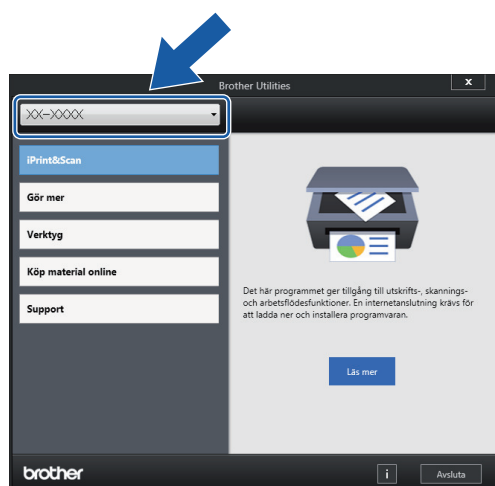 Brother Utilities
x
XX-XXXX
iPrint&Scan
Gör mer
Verktyg
Köp material online
Support
Det här programmet ger tillgång till utskrifts-, skannings-
och arbetsflödesfunktioner. En internetanslutning krävs för
att ladda ner och installera programvaran.
Läs mer
brother
i
Avsluta